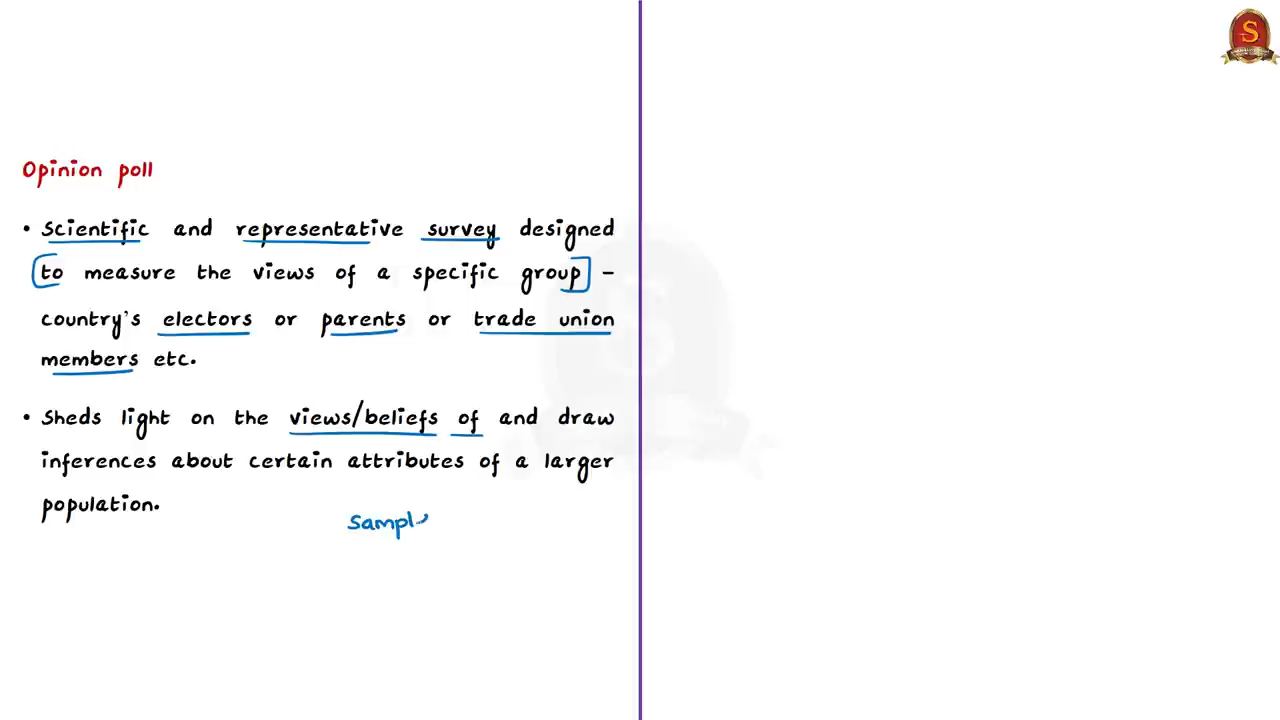 Opinion poll
• Scientific and representative survey designed
[to measure the views of a specific group] –
country's electors or parents or trade union
members etc.
• Sheds light on the views/beliefs of and draw
inferences about certain attributes of a larger
population.
Sampl
S